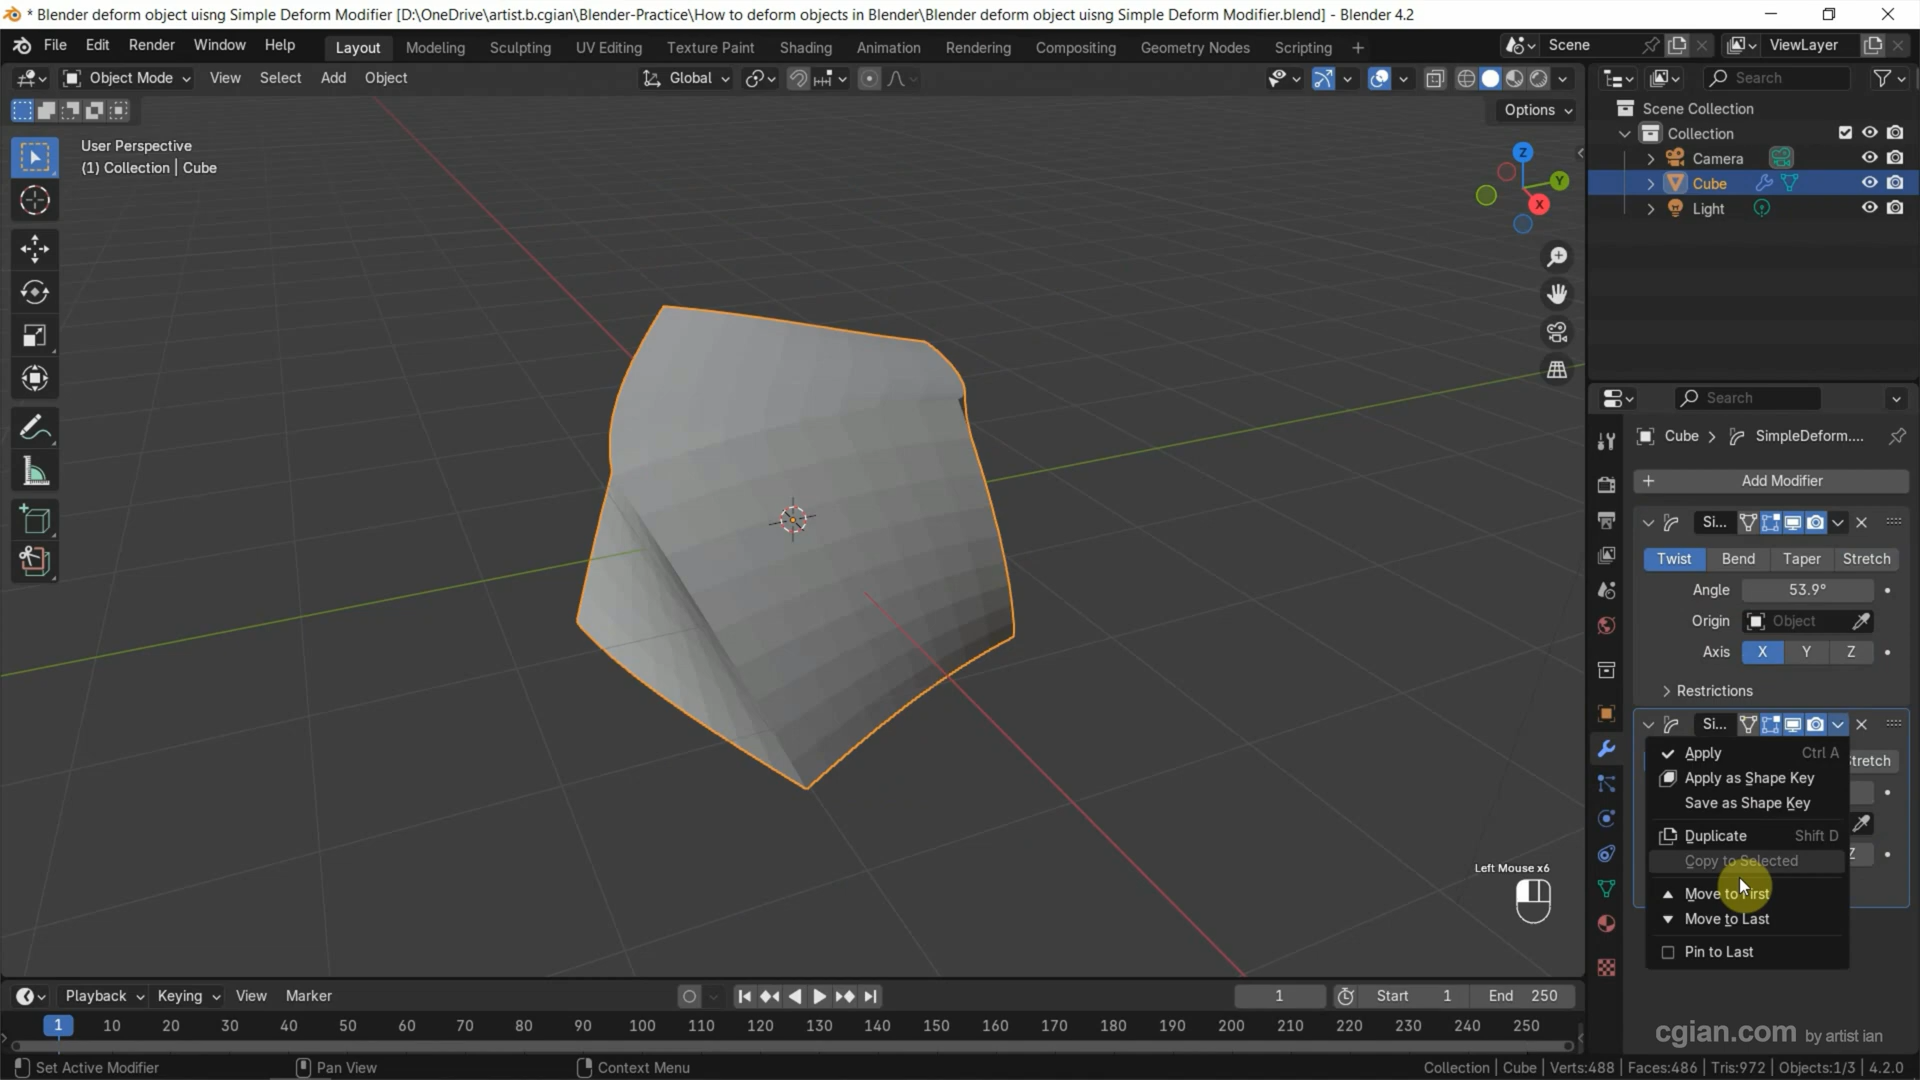 * Blender deform object uisng Simple Deform Modifier [D:\OneDrive\artist.b.cgian\Blender-Practice\How to deform objects in Blender\Blender deform object uisng Simple Deform Modifier.blend] - Blender 4.2
File Edit Render Window Help Layout Modeling Sculpting UV Editing Texture Paint Shading Animation Rendering Compositing Geometry Nodes Scripting + Scene ViewLayer
Object Mode View Select Add Object Global Search
Options
User Perspective
(1) Collection | Cube
Z
Y
X
Scene Collection
Collection
Camera
Cube
Light
Search
Cube > SimpleDeform....
+ Add Modifier
Si...
Twist Bend Taper Stretch
Angle 53.9°
Origin Object
Axis X Y Z
> Restrictions
Si...
Apply Ctrl A
tretch
Apply as Shape Key
Save as Shape Key
Duplicate Shift D
Copy to Selected
Z
Move to First
Move to Last
Pin to Last
Left Mouse x6
Playback Keying View Marker 1 Start 1 End 250
1 10 20 30 40 50 60 70 80 90 100 110 120 130 140 150 160 170 180 190 200 210 220 230 240 250
cgian.com by artist ian
Set Active Modifier Pan View Context Menu Collection | Cube | Verts:488 | Faces:486 | Tris:972 | Objects:1/3 | 4.2.0